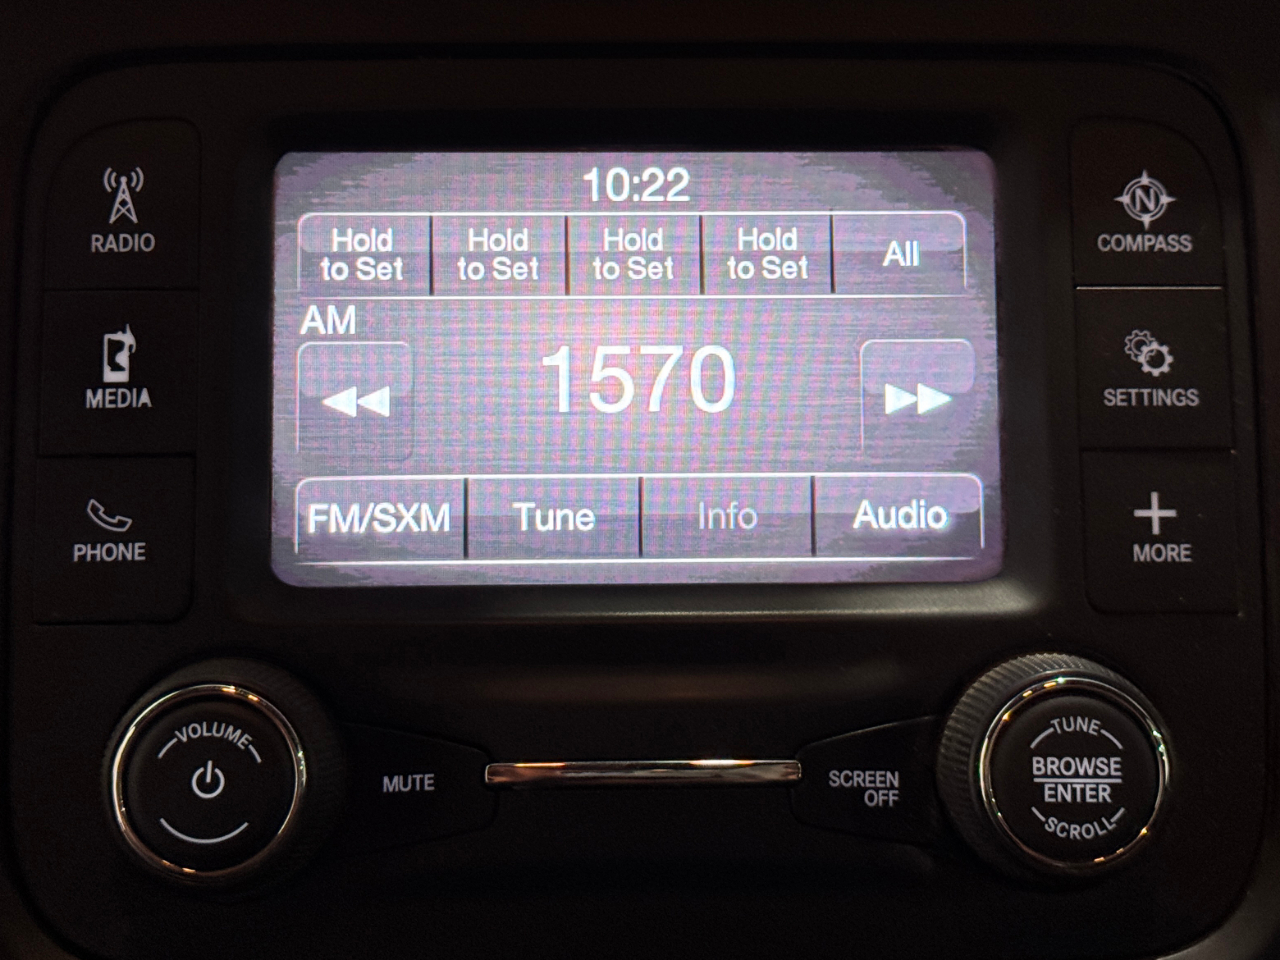 10:22
Hold to Set
Hold to Set
Hold to Set
Hold to Set
All
AM
1570
FM/SXM
Tune
Info
Audio
RADIO
MEDIA
PHONE
N
COMPASS
SETTINGS
MORE
VOLUME
MUTE
SCREEN
OFF
TUNE
BROWSE
ENTER
SCROLL